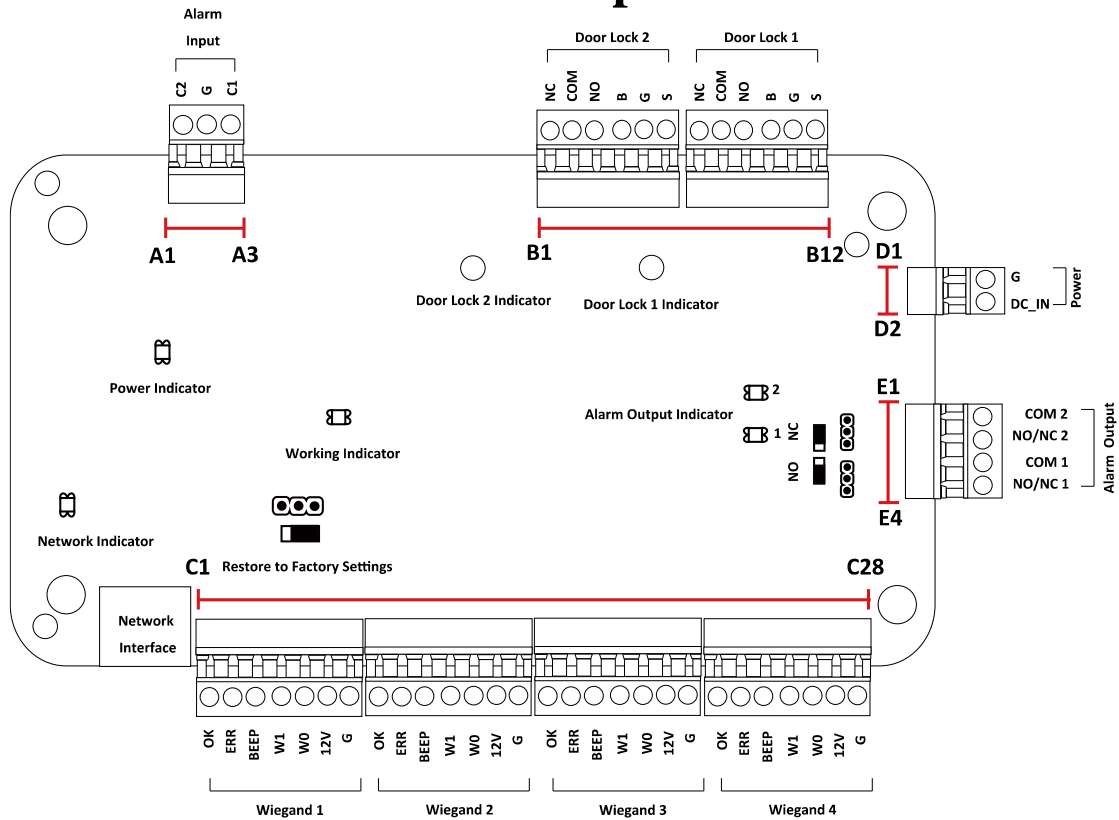 Alarm
Input
C2 G C1
Door Lock 2
NC COM NO B G S
Door Lock 1
NC COM NO B G S
A1 A3
B1 B12
D1
D2
G
DC_IN
Power
Door Lock 2 Indicator
Door Lock 1 Indicator
Power Indicator
Working Indicator
Alarm Output Indicator
2
1
NC
NO
E1
E4
COM 2
NO/NC 2
COM 1
NO/NC 1
Alarm Output
Network Indicator
Restore to Factory Settings
C1 C28
Network
Interface
OK ERR BEEP W1 W0 12V G
OK ERR BEEP W1 W0 12V G
OK ERR BEEP W1 W0 12V G
OK ERR BEEP W1 W0 12V G
Wiegand 1
Wiegand 2
Wiegand 3
Wiegand 4